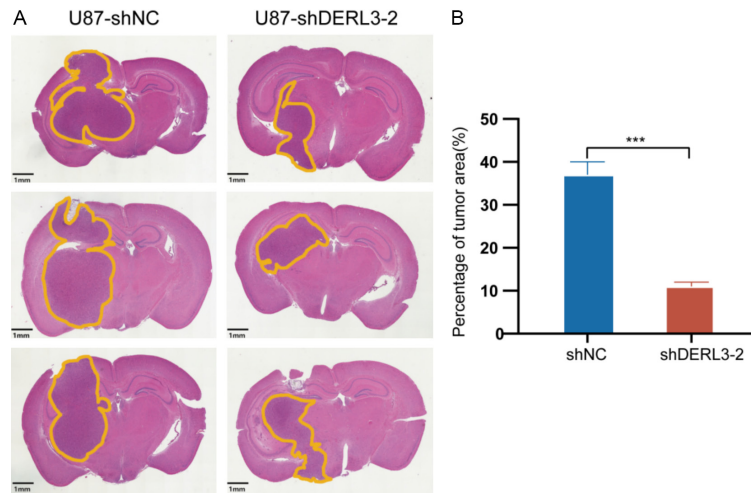 A
U87-shNC
U87-shDERL3-2
1mm
1mm
1mm
1mm
1mm
1mm
B
Percentage of tumor area(%)
50
40
30
20
10
0
***
shNC
shDERL3-2